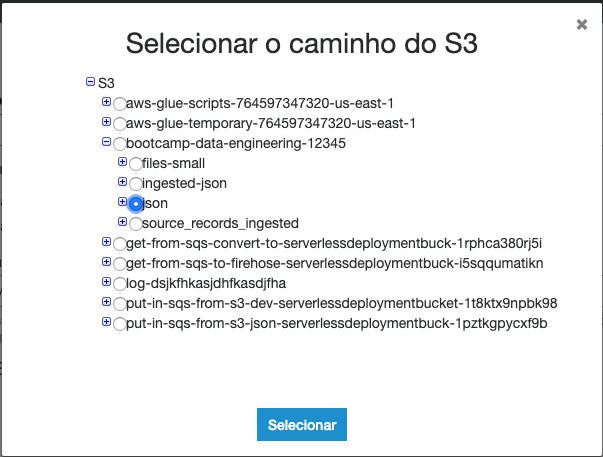 Selecionar o caminho do S3
S3
aws-glue-scripts-764597347320-us-east-1
aws-glue-temporary-764597347320-us-east-1
bootcamp-data-engineering-12345
files-small
ingested-json
json
source_records_ingested
get-from-sqs-convert-to-serverlessdeploymentbuck-1rphca380rj5i
get-from-sqs-to-firehose-serverlessdeploymentbuck-i5sqqumatikn
log-dsjkfhkasjdhfkasdjfha
put-in-sqs-from-s3-dev-serverlessdeploymentbucket-1t8ktx9npbk98
put-in-sqs-from-s3-json-serverlessdeploymentbuck-1pztkgpycxf9b
Selecionar